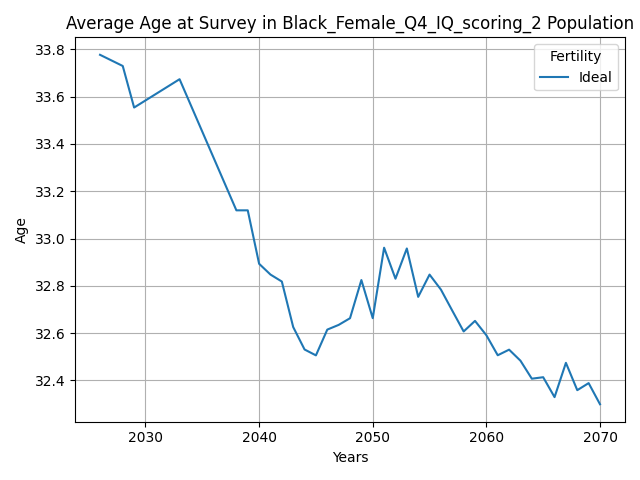 Average Age at Survey in Black_Female_Q4_IQ_scoring_2 Population
33.8
33.6
33.4
33.2
33.0
32.8
32.6
32.4
Age
Fertility
Ideal
2030 2040 2050 2060 2070
Years